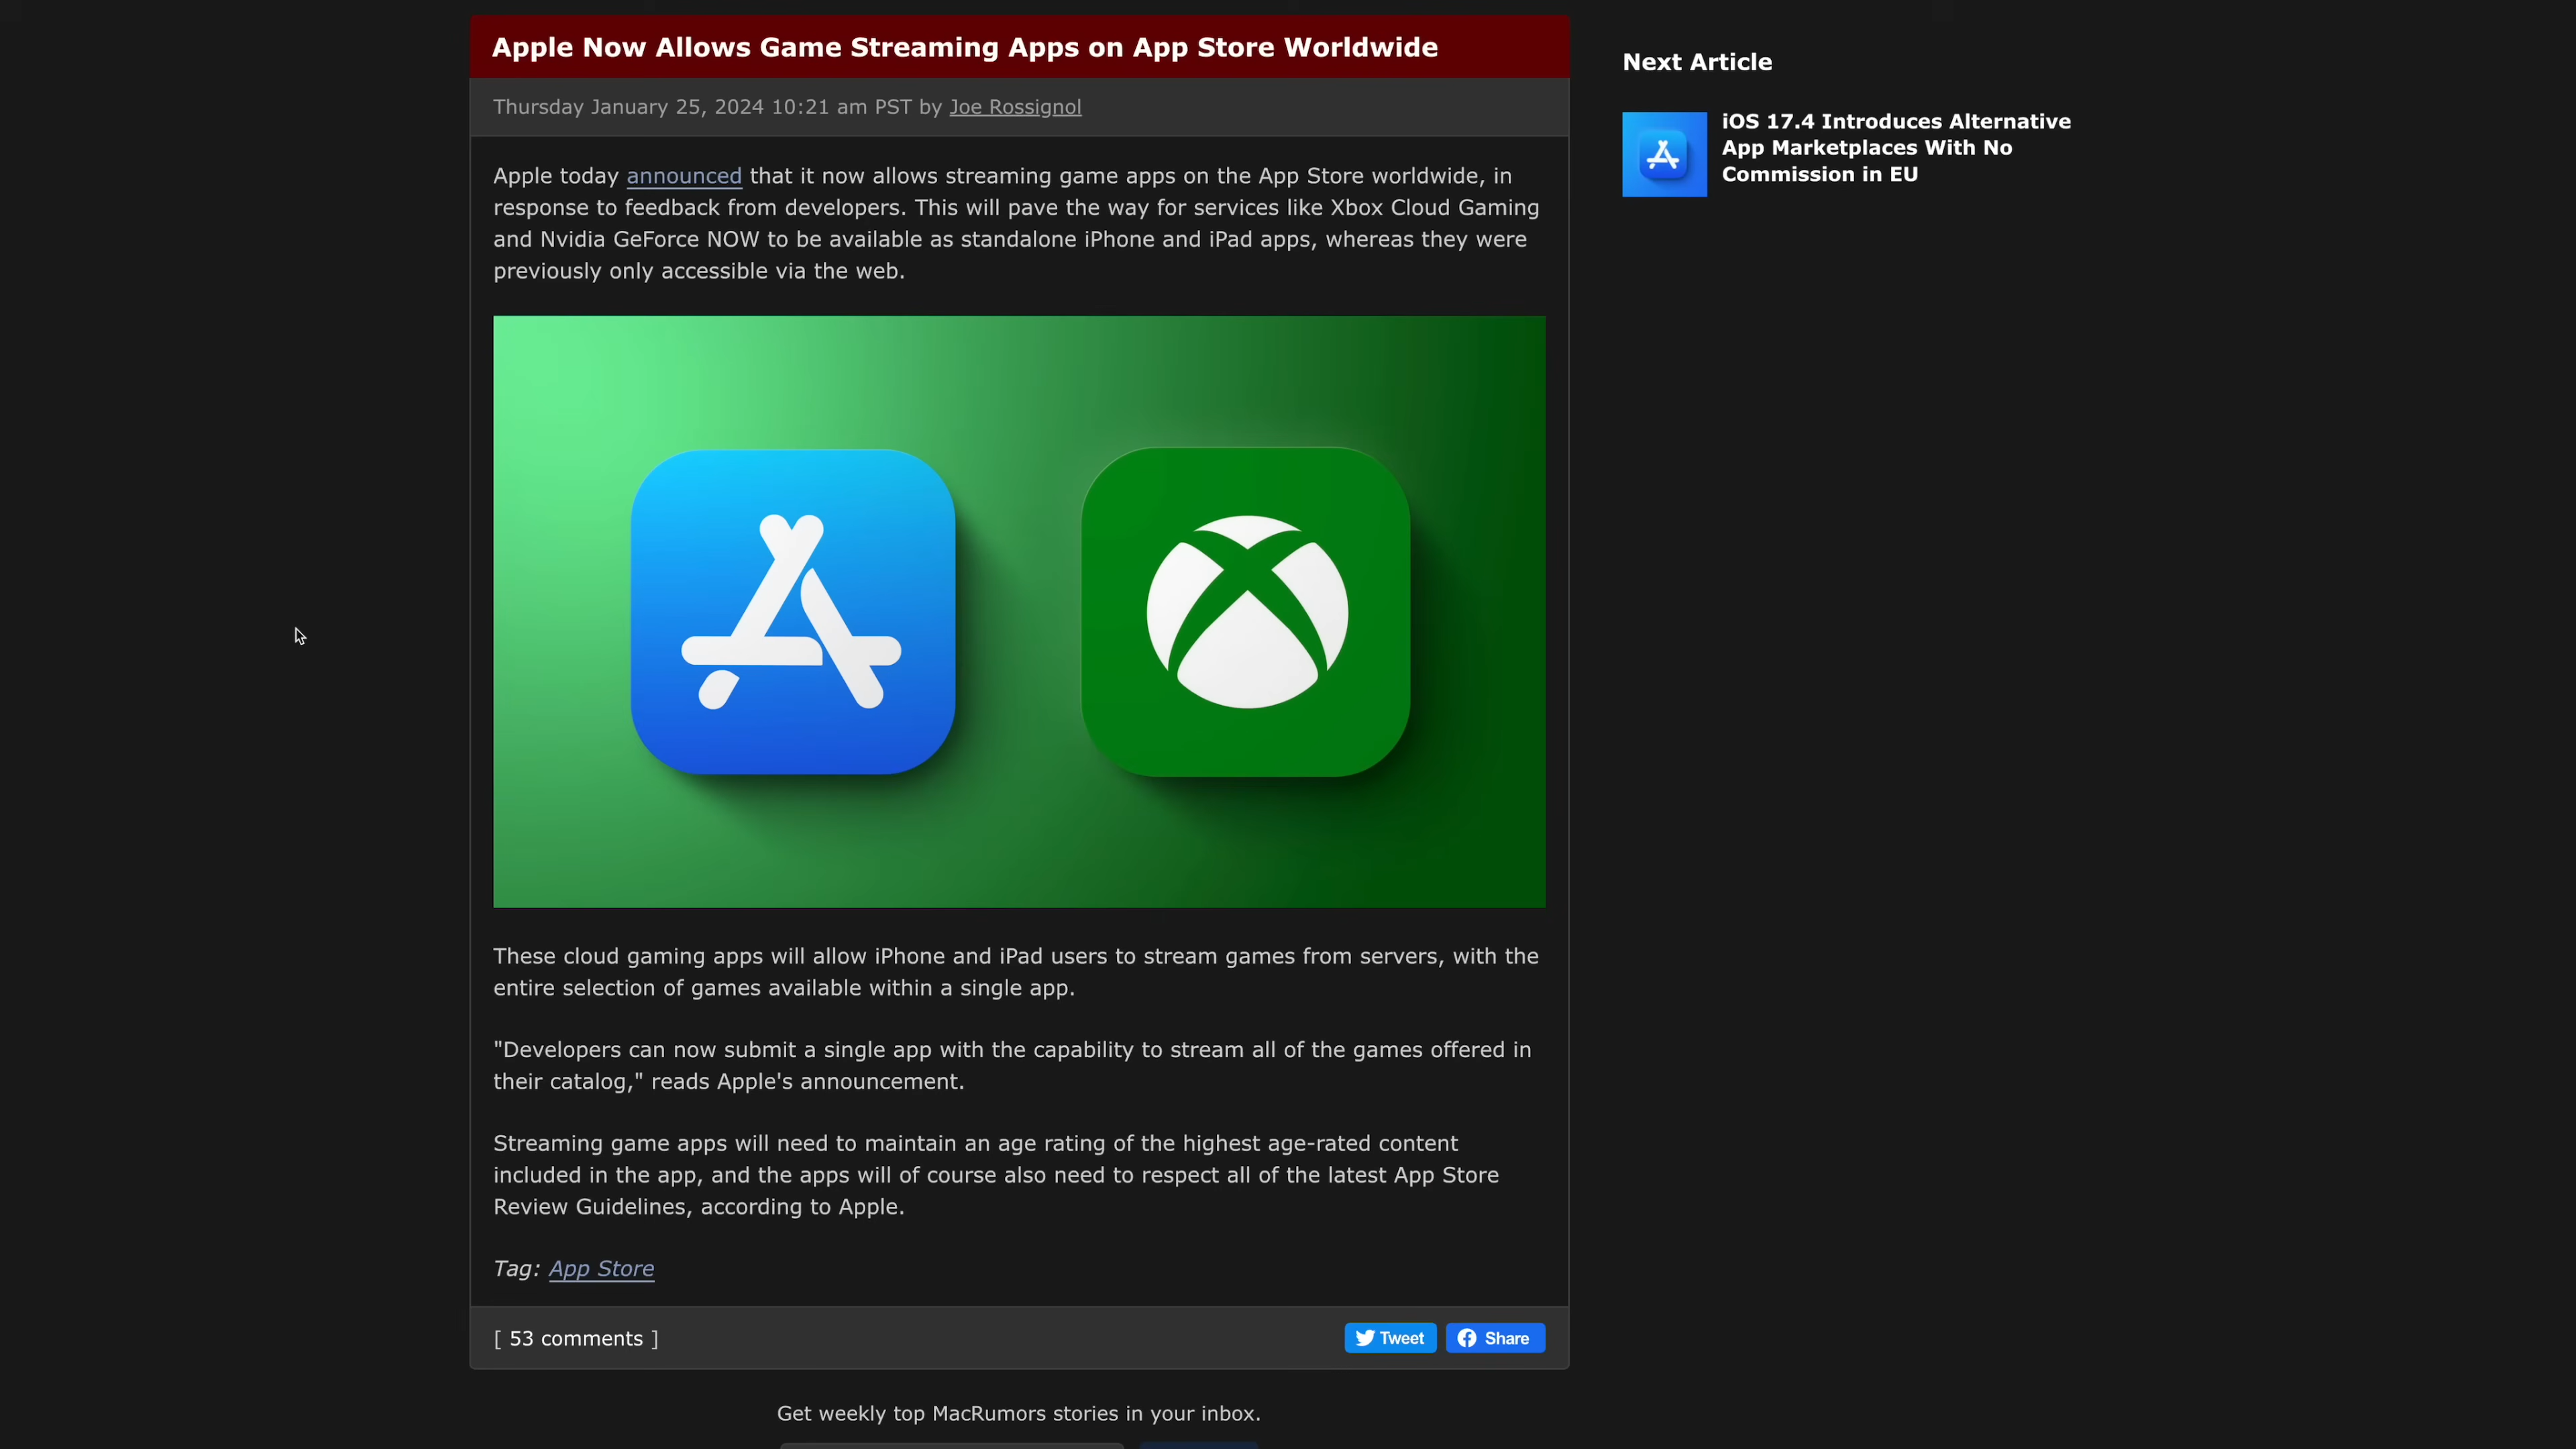 Apple Now Allows Game Streaming Apps on App Store Worldwide
Thursday January 25, 2024 10:21 am PST by Joe Rossignol
Apple today announced that it now allows streaming game apps on the App Store worldwide, in
response to feedback from developers. This will pave the way for services like Xbox Cloud Gaming
and Nvidia GeForce NOW to be available as standalone iPhone and iPad apps, whereas they were
previously only accessible via the web.
These cloud gaming apps will allow iPhone and iPad users to stream games from servers, with the
entire selection of games available within a single app.
"Developers can now submit a single app with the capability to stream all of the games offered in
their catalog," reads Apple's announcement.
Streaming game apps will need to maintain an age rating of the highest age-rated content
included in the app, and the apps will of course also need to respect all of the latest App Store
Review Guidelines, according to Apple.
Tag: App Store
[ 53 comments ]
Tweet
Share
Get weekly top MacRumors stories in your inbox.
Next Article
iOS 17.4 Introduces Alternative
App Marketplaces With No
Commission in EU